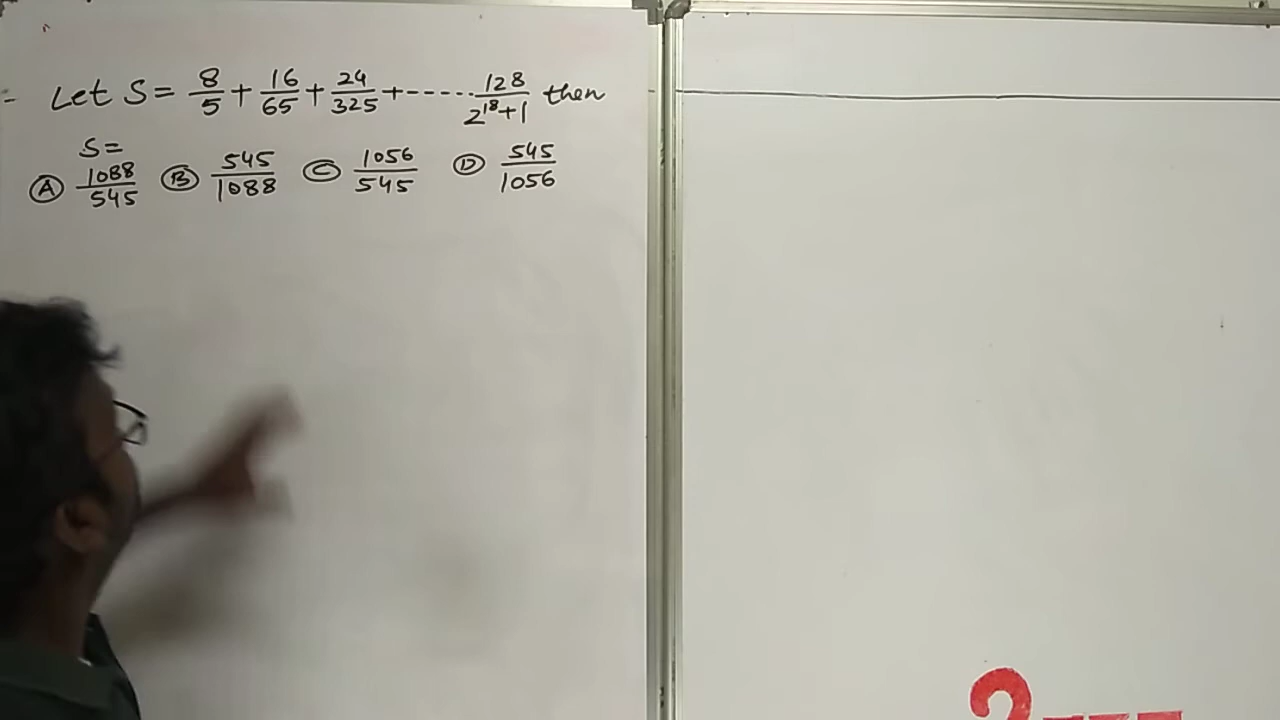 Let S = 8/5 + 16/65 + 24/325 + ------ 128/(2^18+1) then
S =
(A) 1088/545 (B) 545/1088 (C) 1056/545 (D) 545/1056